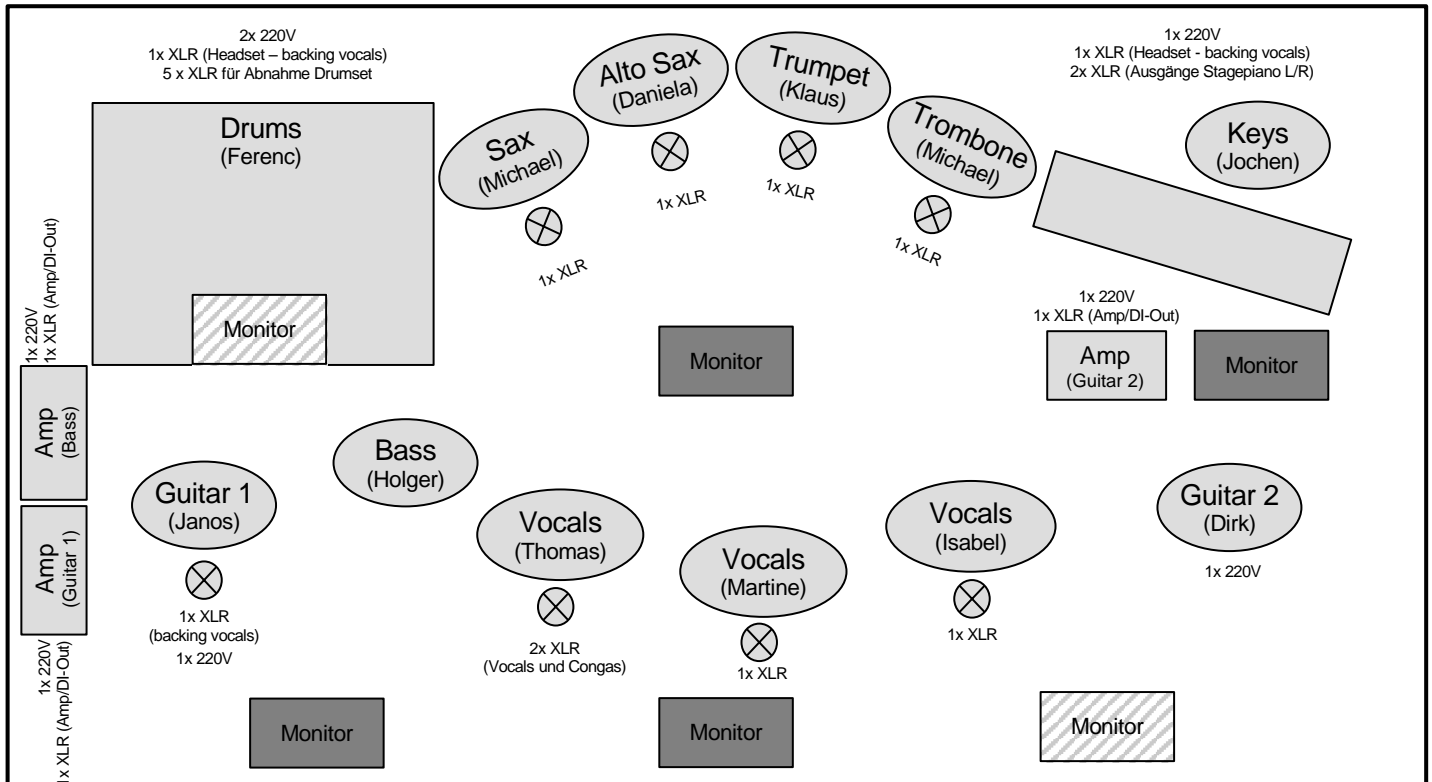 2x 220V
1x XLR (Headset – backing vocals)
5 x XLR für Abnahme Drumset
Drums
(Ferenc)
Monitor
Sax
(Michael)
1x XLR
Alto Sax
(Daniela)
1x XLR
Trumpet
(Klaus)
1x XLR
Trombone
(Michael)
1x XLR
1x 220V
1x XLR (Headset - backing vocals)
2x XLR (Ausgänge Stagepiano L/R)
Keys
(Jochen)
1x 220V
1x XLR (Amp/DI-Out)
Amp
(Guitar 2)
Monitor
Monitor
1x 220V
1x XLR (Amp/DI-Out)
Amp
(Bass)
Amp
(Guitar 1)
1x 220V
1x XLR (Amp/DI-Out)
Guitar 1
(Janos)
1x XLR
(backing vocals)
1x 220V
Bass
(Holger)
Vocals
(Thomas)
2x XLR
(Vocals und Congas)
Vocals
(Martine)
1x XLR
Vocals
(Isabel)
1x XLR
Guitar 2
(Dirk)
1x 220V
Monitor
Monitor
Monitor